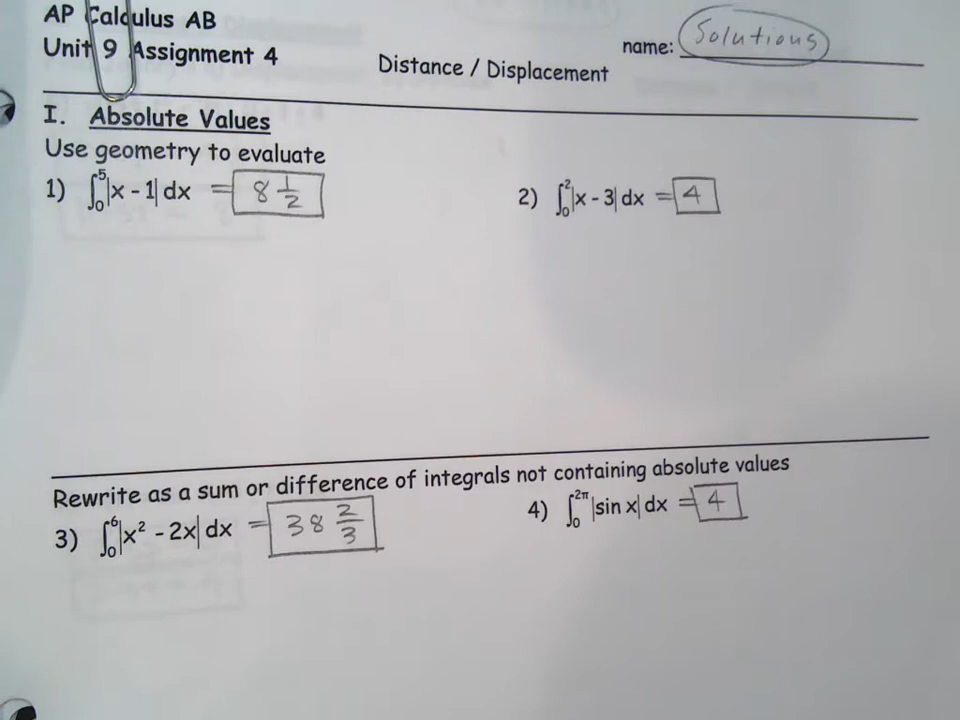 AP Calculus AB
Unit 9 Assignment 4
Distance / Displacement
name: Solutions
I. Absolute Values
Use geometry to evaluate
1) ∫₀⁵|x - 1| dx = 8 1/2
2) ∫₀²|x - 3| dx = 4
Rewrite as a sum or difference of integrals not containing absolute values
3) ∫₀⁶|x² - 2x| dx = 38 2/3
4) ∫₀²π|sin x| dx = 4